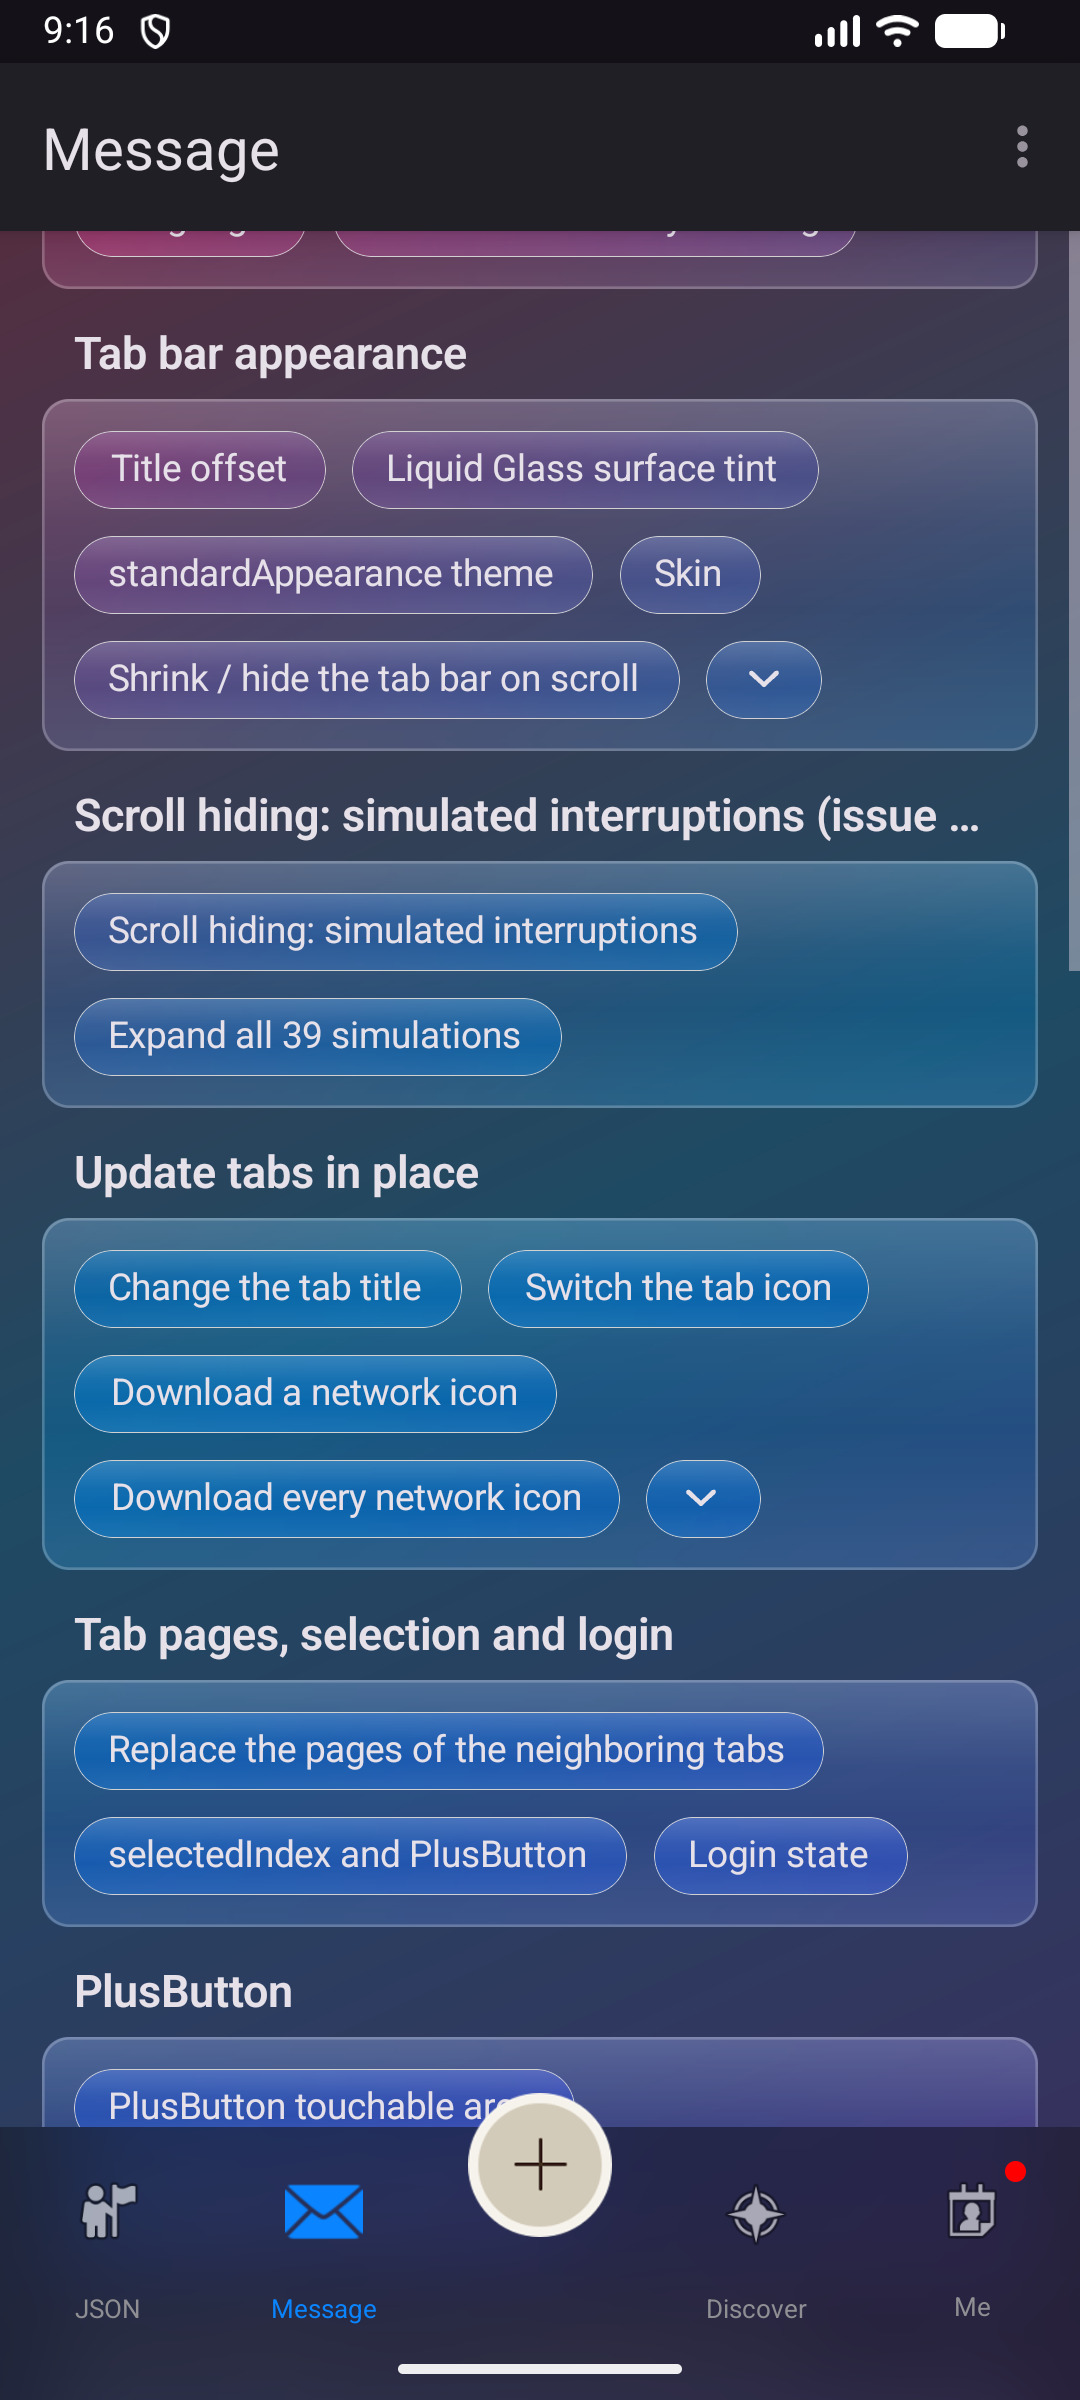 9:16
Message
Tab bar appearance
Title offset
Liquid Glass surface tint
standardAppearance theme
Skin
Shrink / hide the tab bar on scroll
Scroll hiding: simulated interruptions (issue ...
Scroll hiding: simulated interruptions
Expand all 39 simulations
Update tabs in place
Change the tab title
Switch the tab icon
Download a network icon
Download every network icon
Tab pages, selection and login
Replace the pages of the neighboring tabs
selectedIndex and PlusButton
Login state
PlusButton
PlusButton touchable
JSON
Message
Discover
Me